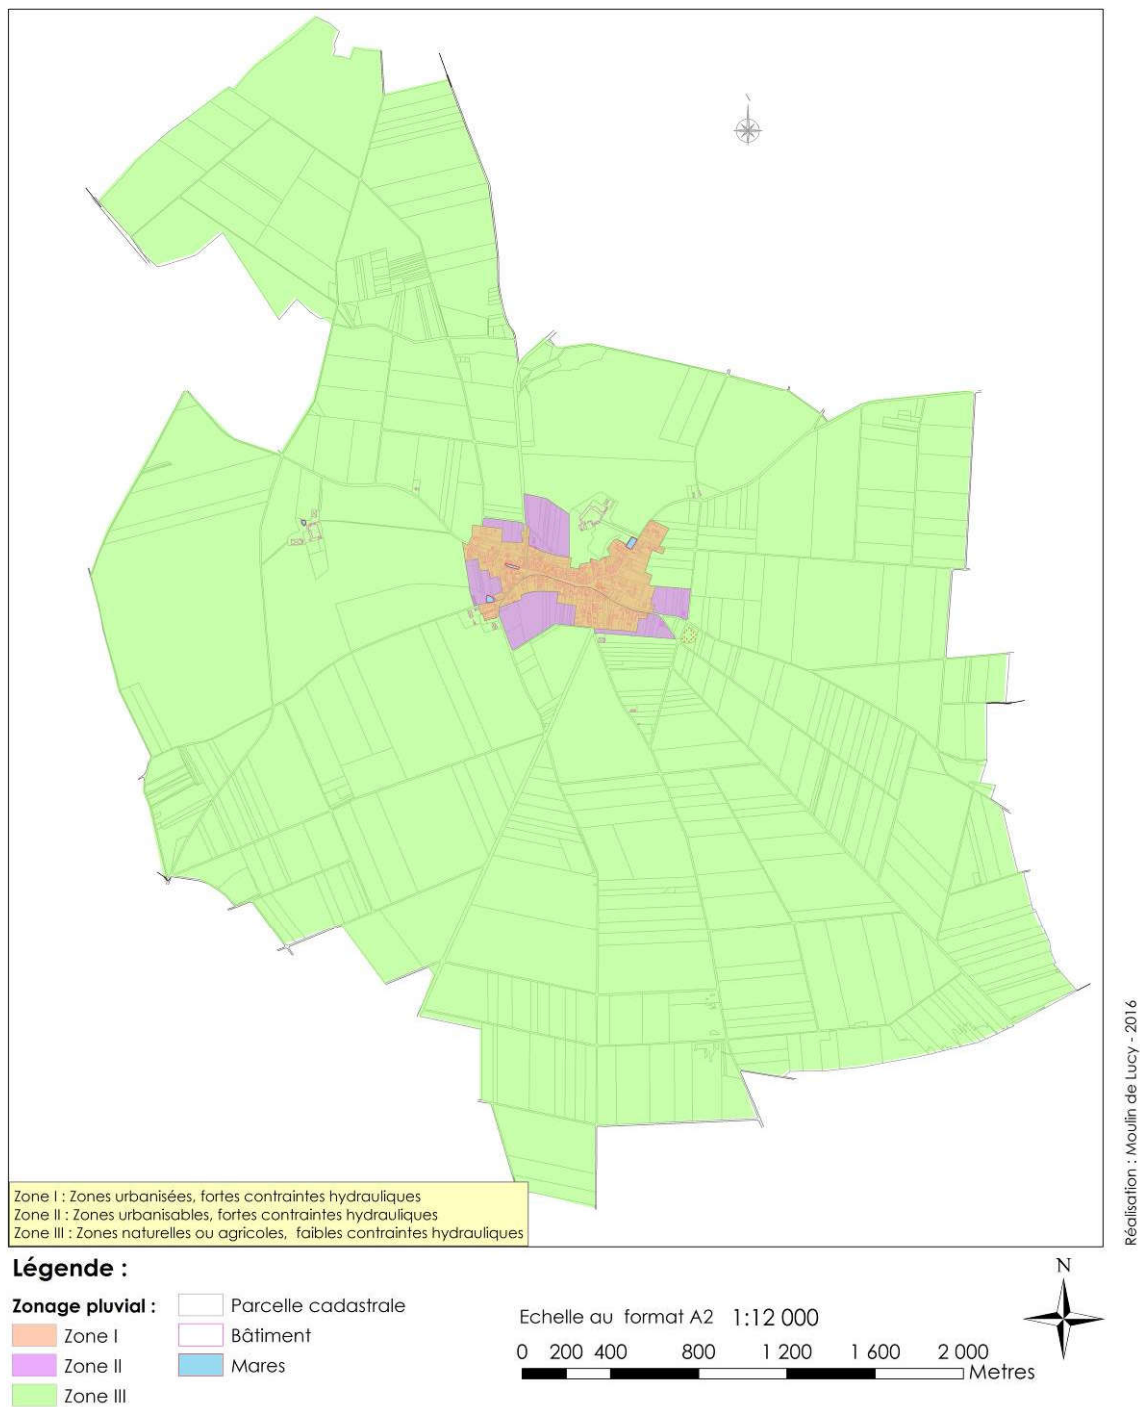 Zone I : Zones urbanisées, fortes contraintes hydrauliques
Zone II : Zones urbanisables, fortes contraintes hydrauliques
Zone III : Zones naturelles ou agricoles, faibles contraintes hydrauliques
Réalisation : Moulin de Lucy - 2016
Légende :
Zonage pluvial :
Zone I
Zone II
Zone III
Parcelle cadastrale
Bâtiment
Mares
Echelle au format A2 1:12 000
0 200 400 800 1 200 1 600 2 000
Metres
N